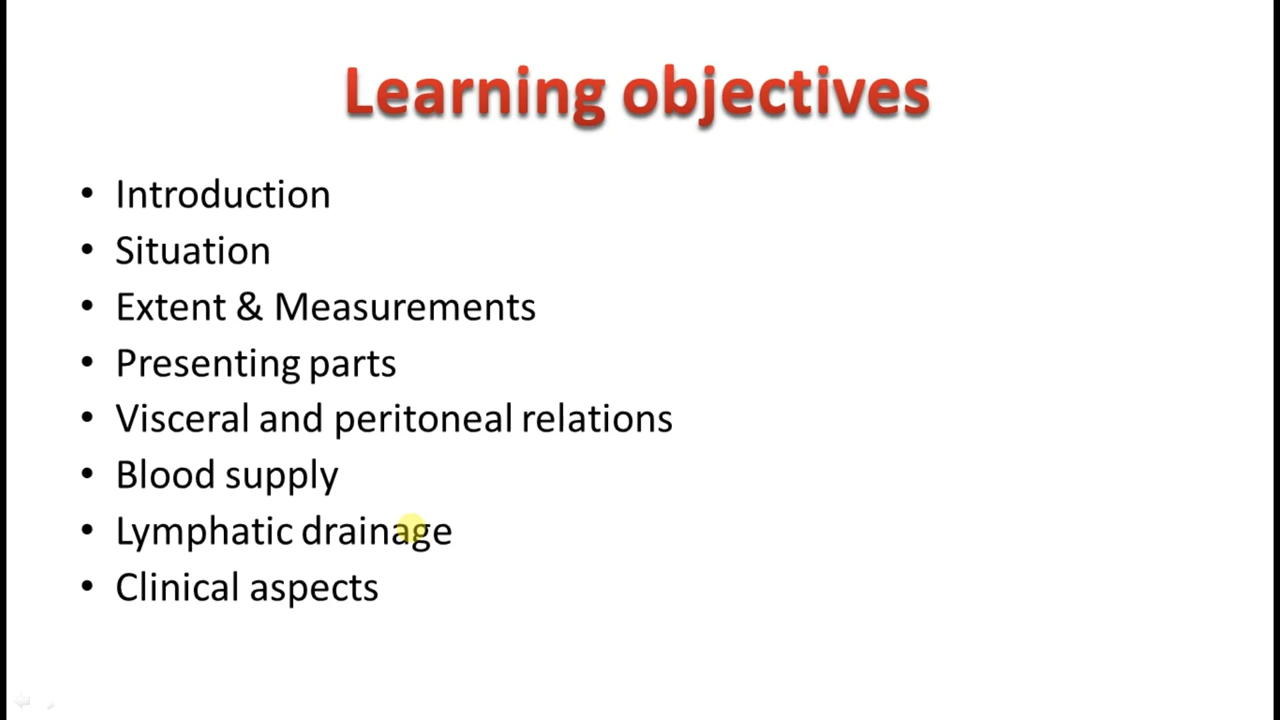 Learning objectives
• Introduction
• Situation
• Extent & Measurements
• Presenting parts
• Visceral and peritoneal relations
• Blood supply
• Lymphatic drainage
• Clinical aspects